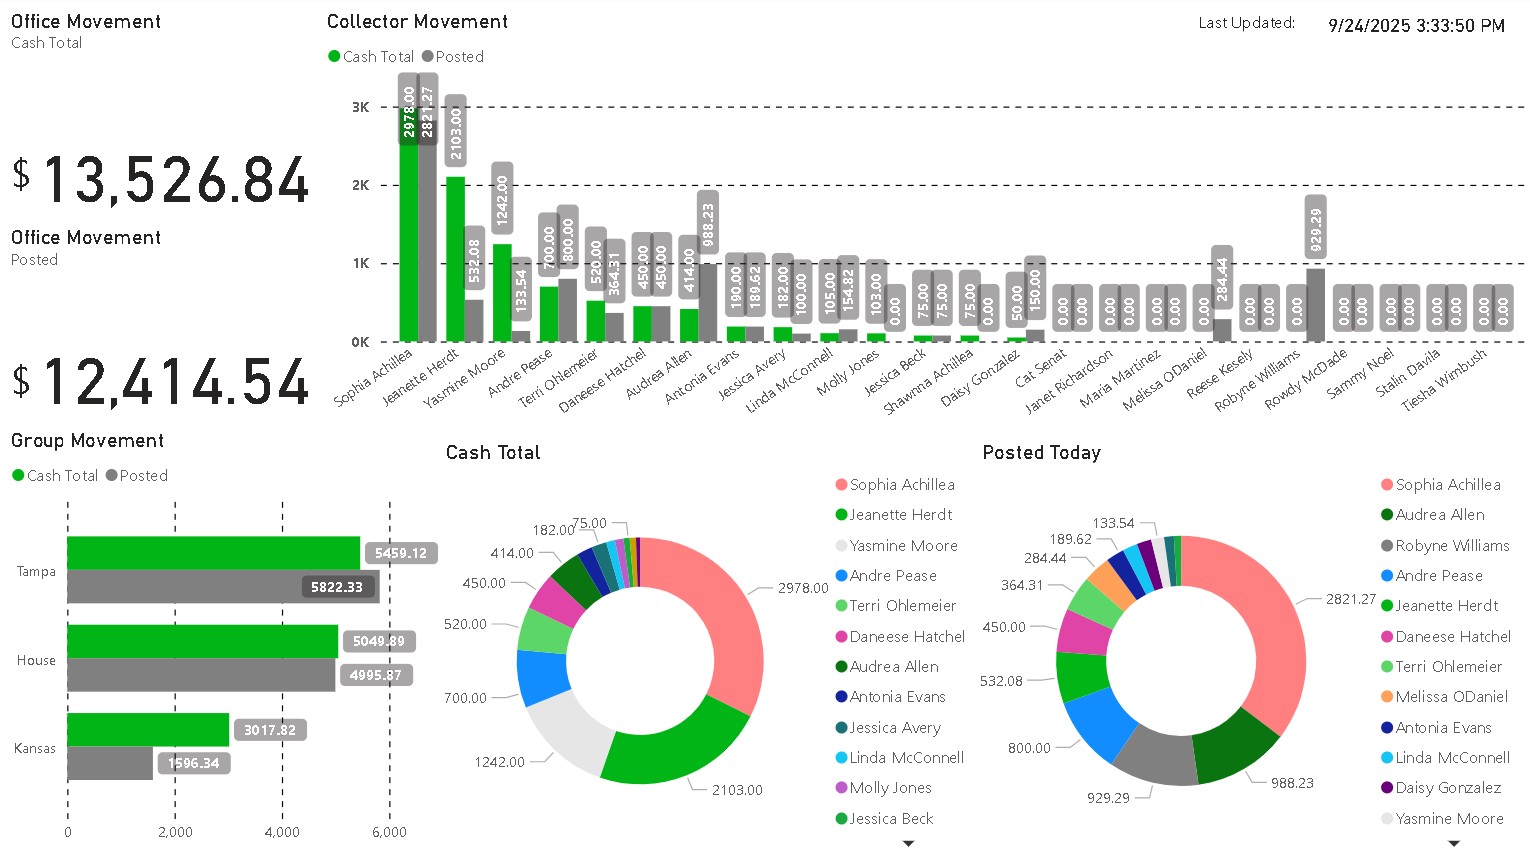 Office Movement
Cash Total
$ 13,526.84
Office Movement
Posted
$ 12,414.54
Collector Movement
Cash Total Posted
Last Updated: 9/24/2025 3:33:50 PM
3K
2K
1K
0K
2978.00 2821.27 2103.00 532.08 1242.00 133.54 700.00 800.00 520.00 364.31 450.00 450.00 414.00 988.23 190.00 189.62 182.00 100.00 105.00 154.82 103.00 0.00 75.00 75.00 75.00 0.00 50.00 150.00 0.00 0.00 0.00 0.00 0.00 0.00 0.00 284.44 0.00 0.00 0.00 929.29 0.00 0.00 0.00 0.00 0.00 0.00 0.00 0.00
Sophia Achillea
Jeanette Herdt
Yasmine Moore
Andre Pease
Terri Ohlemeier
Daneese Hatchel
Audrea Allen
Antonia Evans
Jessica Avery
Linda McConnell
Molly Jones
Jessica Beck
Shawna Achillea
Daisy Gonzalez
Cat Senat
Janet Richardson
Maria Martinez
Melissa ODaniel
Reese Kesely
Robyne Williams
Rowdy McDade
Sammy Noel
Stalin Davila
Tiesha Wimbush
Group Movement
Cash Total Posted
Tampa
5459.12
5822.33
House
5049.89
4995.87
Kansas
3017.82
1596.34
0 2,000 4,000 6,000
Cash Total
2978.00
2103.00
1242.00
700.00
520.00
450.00
414.00
182.00
75.00
Sophia Achillea
Jeanette Herdt
Yasmine Moore
Andre Pease
Terri Ohlemeier
Daneese Hatchel
Audrea Allen
Antonia Evans
Jessica Avery
Linda McConnell
Molly Jones
Jessica Beck
Posted Today
2821.27
988.23
929.29
800.00
532.08
450.00
364.31
284.44
189.62
133.54
Sophia Achillea
Audrea Allen
Robyne Williams
Andre Pease
Jeanette Herdt
Daneese Hatchel
Terri Ohlemeier
Melissa ODaniel
Antonia Evans
Linda McConnell
Daisy Gonzalez
Yasmine Moore